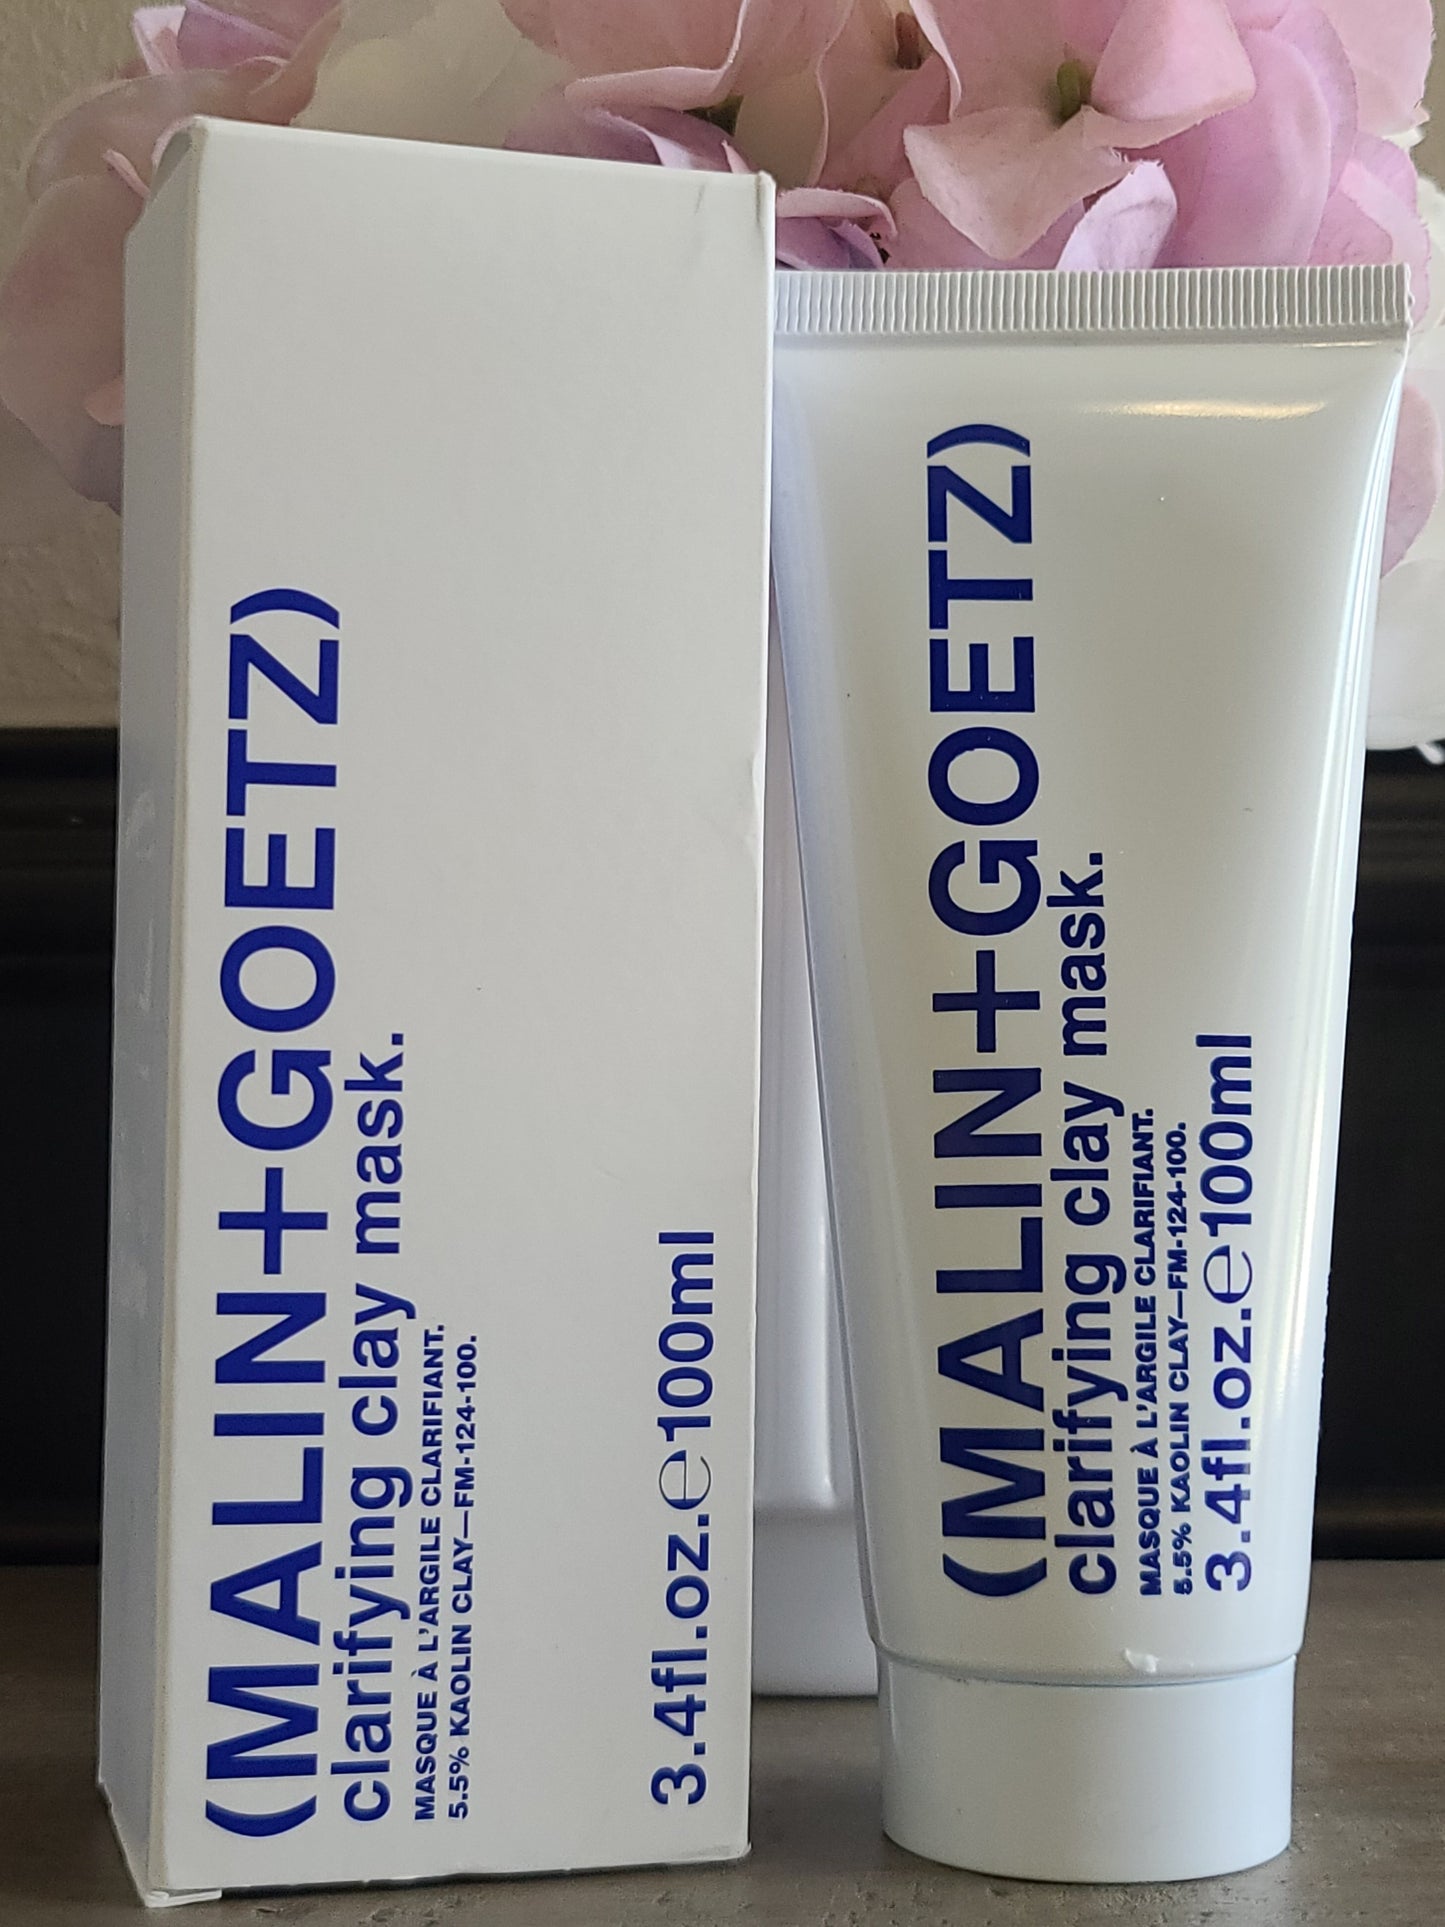 (MALIN+GOETZ)
clarifying clay mask.
MASQUE À L'ARGILE CLARIFIANT.
5.5% KAOLIN CLAY—FM-124-100.
3.4fl.oz.℮100ml
(MALIN+GOETZ)
clarifying clay mask.
MASQUE À L'ARGILE CLARIFIANT.
5.5% KAOLIN CLAY—FM-124-100.
3.4fl.oz.℮100ml